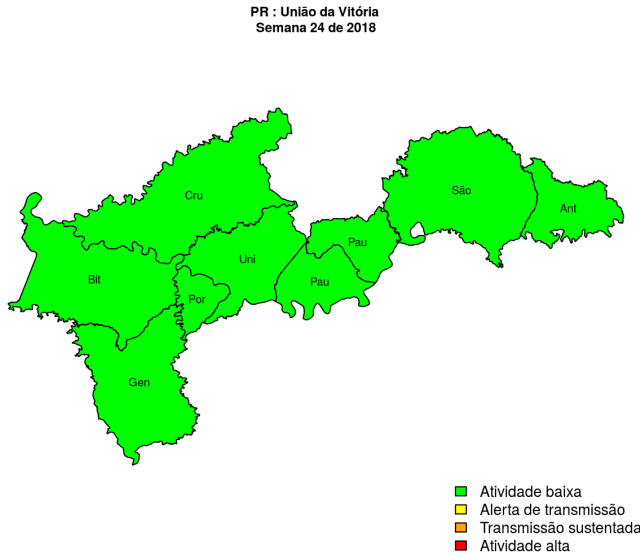 PR : União da Vitória
Semana 24 de 2018
Cru
São
Ant
Pau
Uni
Bit
Pau
Por
Gen
Atividade baixa
Alerta de transmissão
Transmissão sustentada
Atividade alta